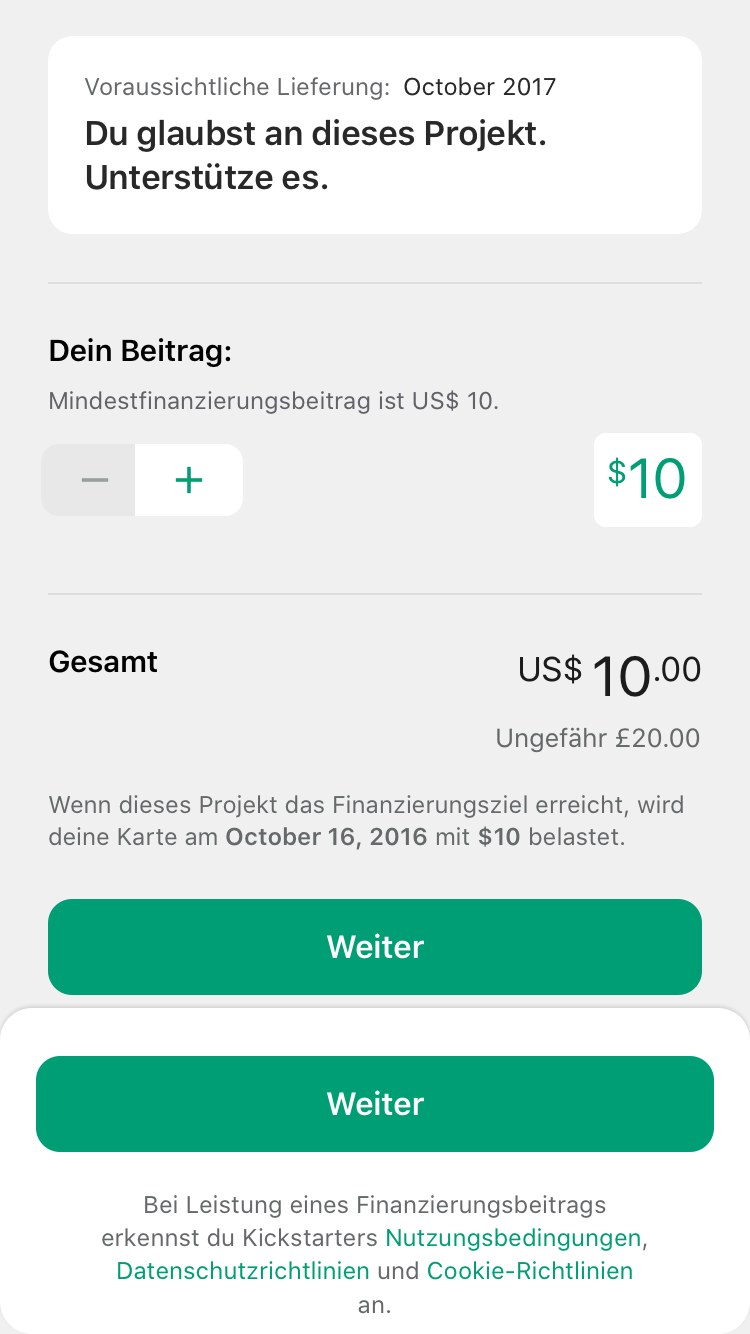 Voraussichtliche Lieferung: October 2017
Du glaubst an dieses Projekt.
Unterstütze es.
Dein Beitrag:
Mindestfinanzierungsbeitrag ist US$ 10.
− + $10
Gesamt US$ 10.00
Ungefähr £20.00
Wenn dieses Projekt das Finanzierungsziel erreicht, wird
deine Karte am October 16, 2016 mit $10 belastet.
Weiter
Weiter
Bei Leistung eines Finanzierungsbeitrags
erkennst du Kickstarters Nutzungsbedingungen,
Datenschutzrichtlinien und Cookie-Richtlinien
an.